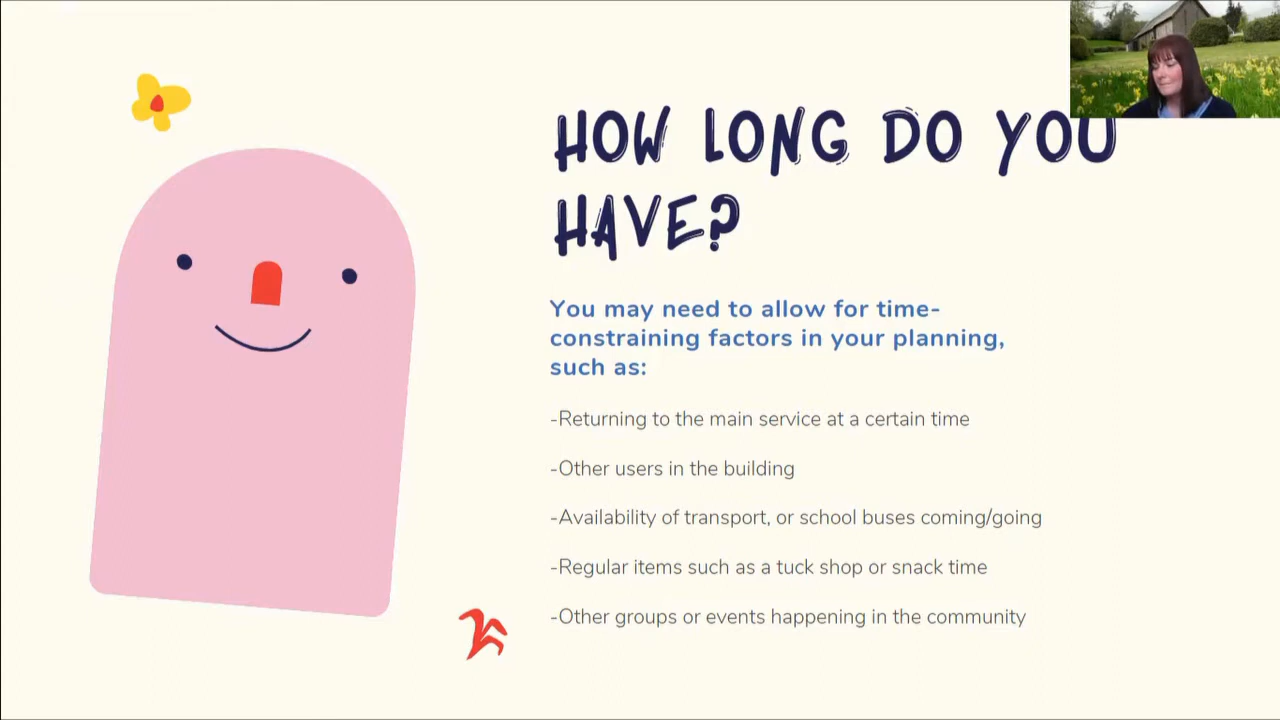 HOW LONG DO YOU
HAVE?
You may need to allow for time-
constraining factors in your planning,
such as:
-Returning to the main service at a certain time
-Other users in the building
-Availability of transport, or school buses coming/going
-Regular items such as a tuck shop or snack time
-Other groups or events happening in the community